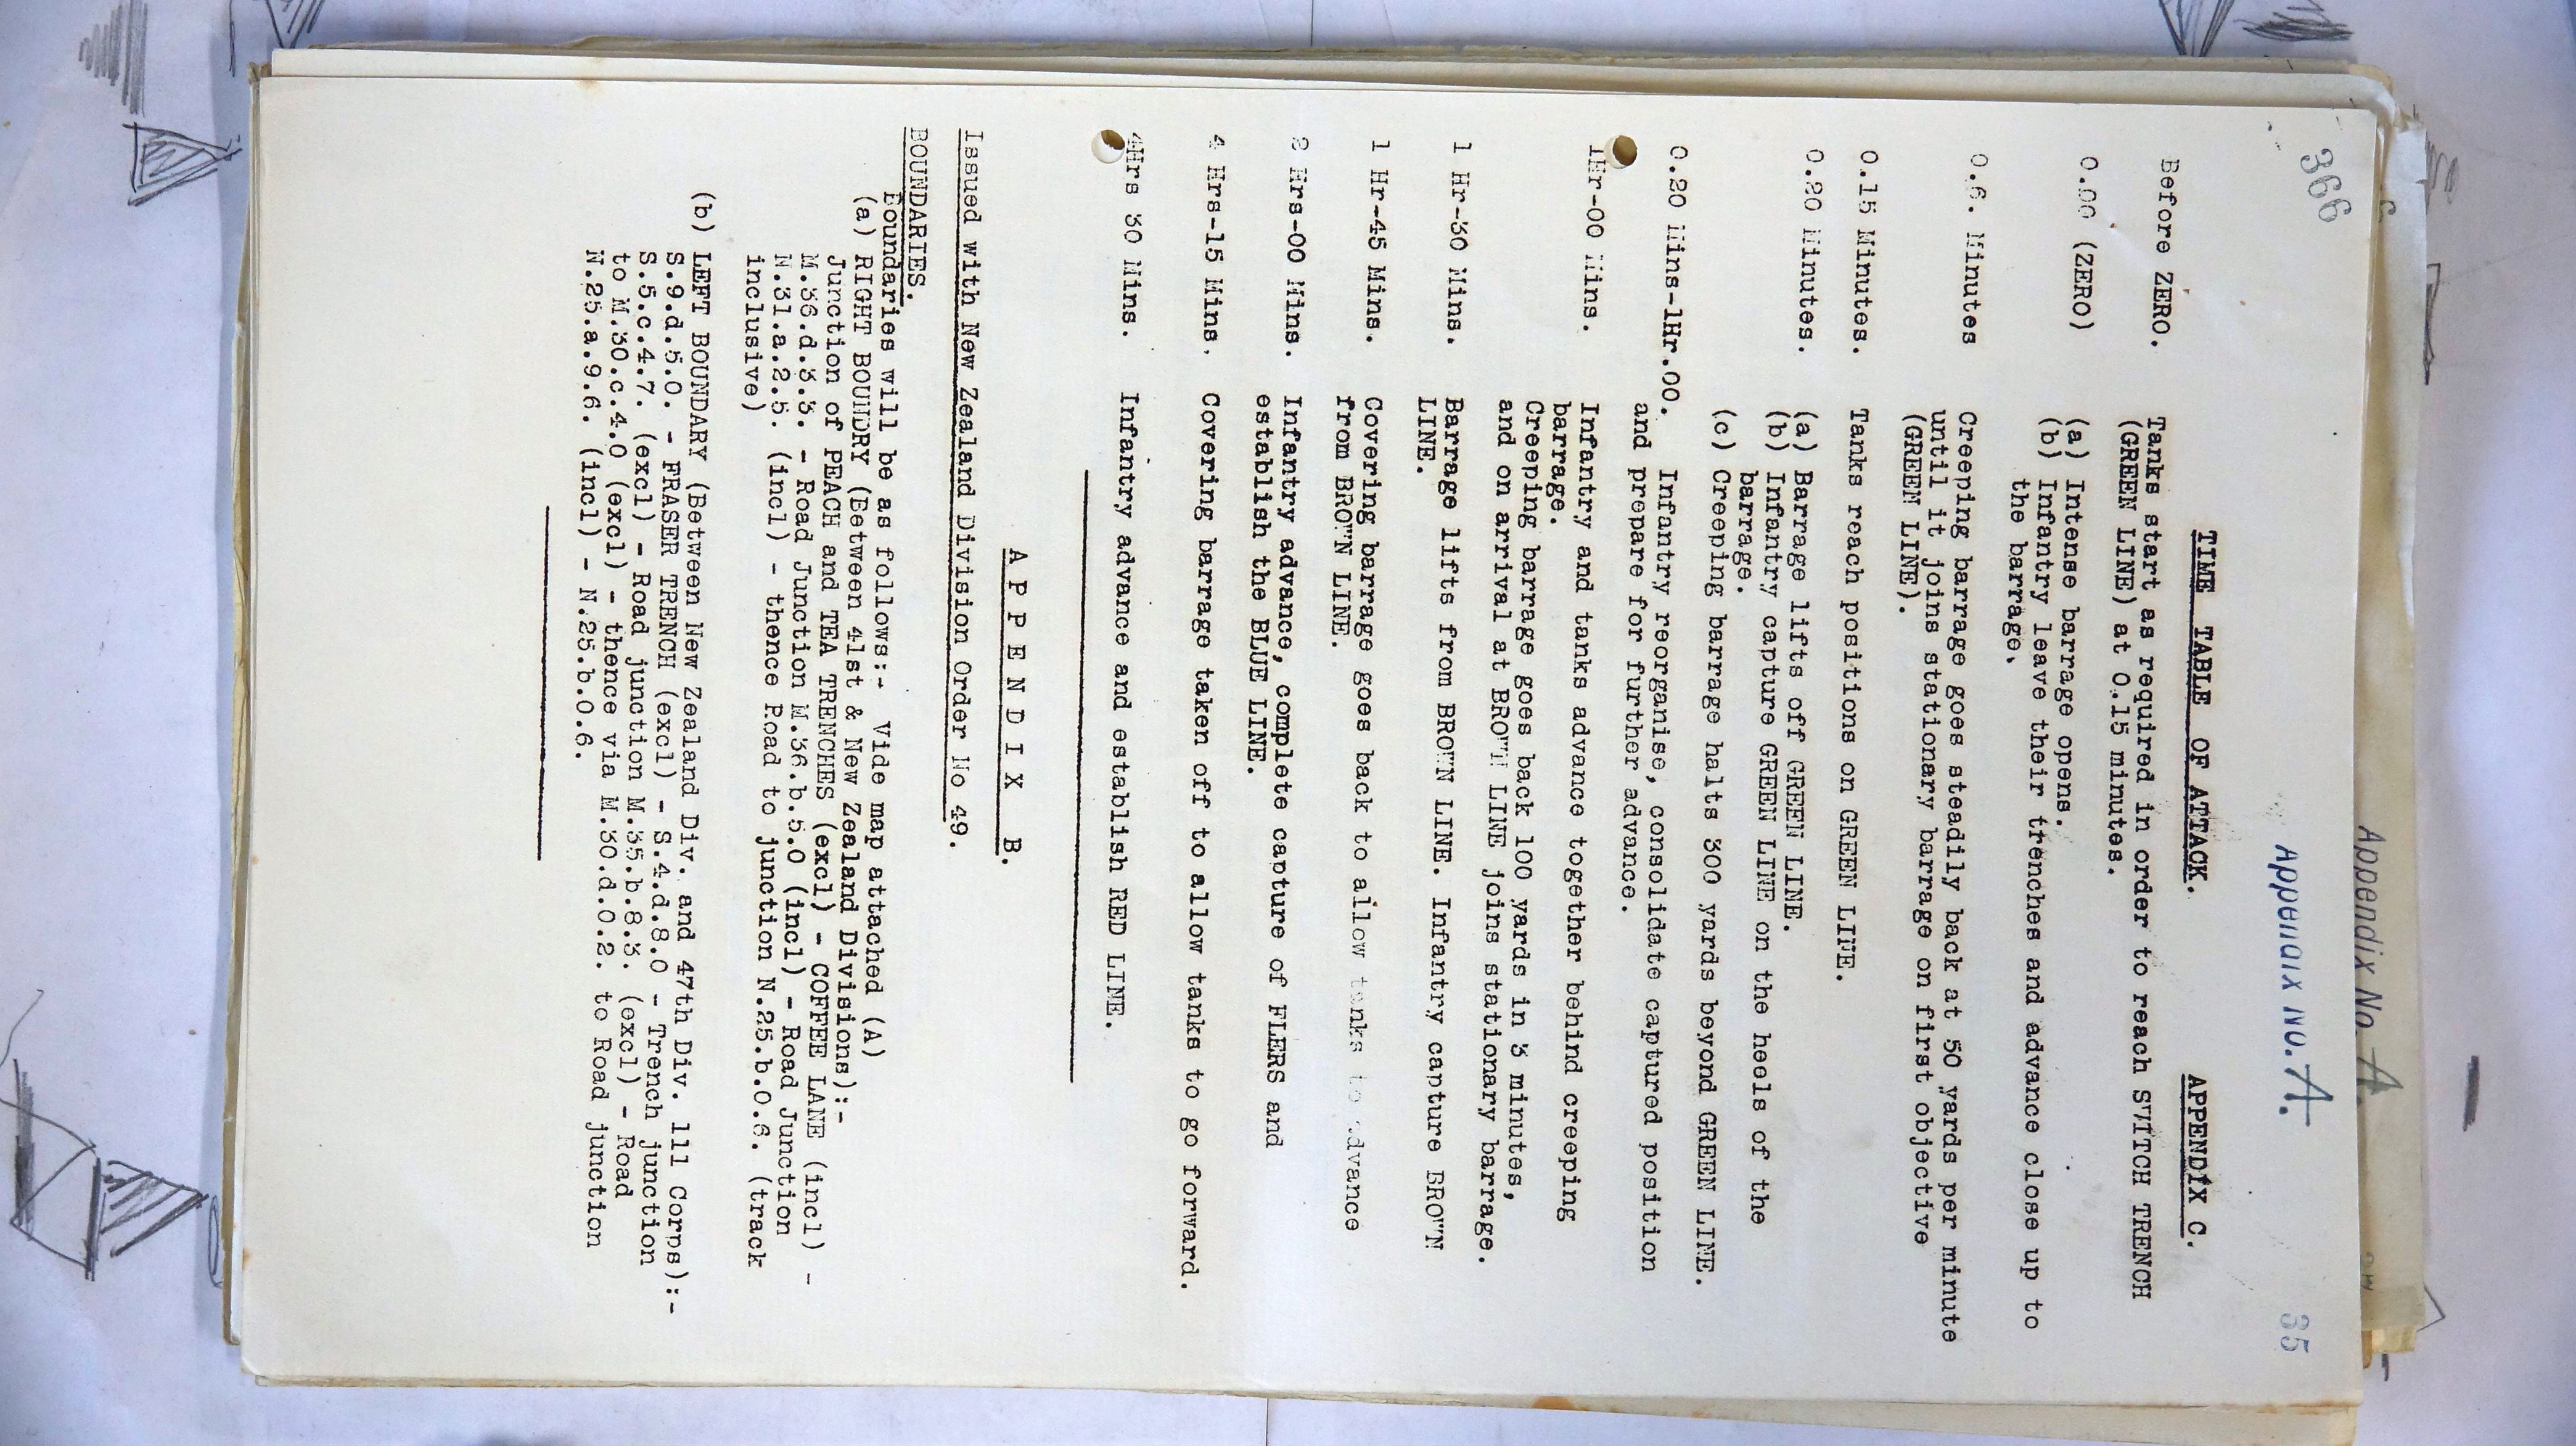 366
35
Appendix No A.
Appendix No. A.
TIME TABLE OF ATTACK. APPENDIX C.
Before ZERO. Tanks start as required in order to reach SWITCH TRENCH
(GREEN LINE) at 0.15 minutes.
0.00 (ZERO) (a) Intense barrage opens.
(b) Infantry leave their trenches and advance close up to
the barrage.
0.6. Minutes Creeping barrage goes steadily back at 50 yards per minute
until it joins stationary barrage on first objective
(GREEN LINE).
0.15 Minutes. Tanks reach positions on GREEN LINE.
0.20 Minutes. (a) Barrage lifts off GREEN LINE.
(b) Infantry capture GREEN LINE on the heels of the
barrage.
(c) Creeping barrage halts 300 yards beyond GREEN LINE.
0.20 Mins-1Hr.00. Infantry reorganise, consolidate captured position
and prepare for further advance.
1Hr-00 Mins. Infantry and tanks advance together behind creeping
barrage.
Creeping barrage goes back 100 yards in 3 minutes,
and on arrival at BROWN LINE joins stationary barrage.
1 Hr-30 Mins. Barrage lifts from BROWN LINE. Infantry capture BROWN
LINE.
1 Hr-45 Mins. Covering barrage goes back to allow tanks to advance
from BROWN LINE.
2 Hrs-00 Mins. Infantry advance, complete capture of FLERS and
establish the BLUE LINE.
4 Hrs-15 Mins. Covering barrage taken off to allow tanks to go forward.
4Hrs 30 Mins. Infantry advance and establish RED LINE.
A P P E N D I X B.
Issued with New Zealand Division Order No 49.
BOUNDARIES.
Boundaries will be as follows:- Vide map attached (A)
(a) RIGHT BOUNDRY (Between 41st & New Zealand Divisions):-
Junction of PEACH and TEA TRENCHES (excl) - COFFEE LANE (incl) -
M.36.d.3.3. - Road Junction M.36.b.5.0 (incl) - Road Junction
N.31.a.2.5. (incl) - thence Road to junction N.25.b.0.6. (track
inclusive)
(b) LEFT BOUNDARY (Between New Zealand Div. and 47th Div. 111 Corps):-
S.9.d.5.0. - FRASER TRENCH (excl) - S.4.d.8.0 - Trench junction
S.5.c.4.7. (excl) - Road junction M.35.b.8.3. (excl) - Road
to M.30.c.4.0 (excl) - thence via M.30.d.0.2. to Road junction
N.25.a.9.6. (incl) - N.25.b.0.6.